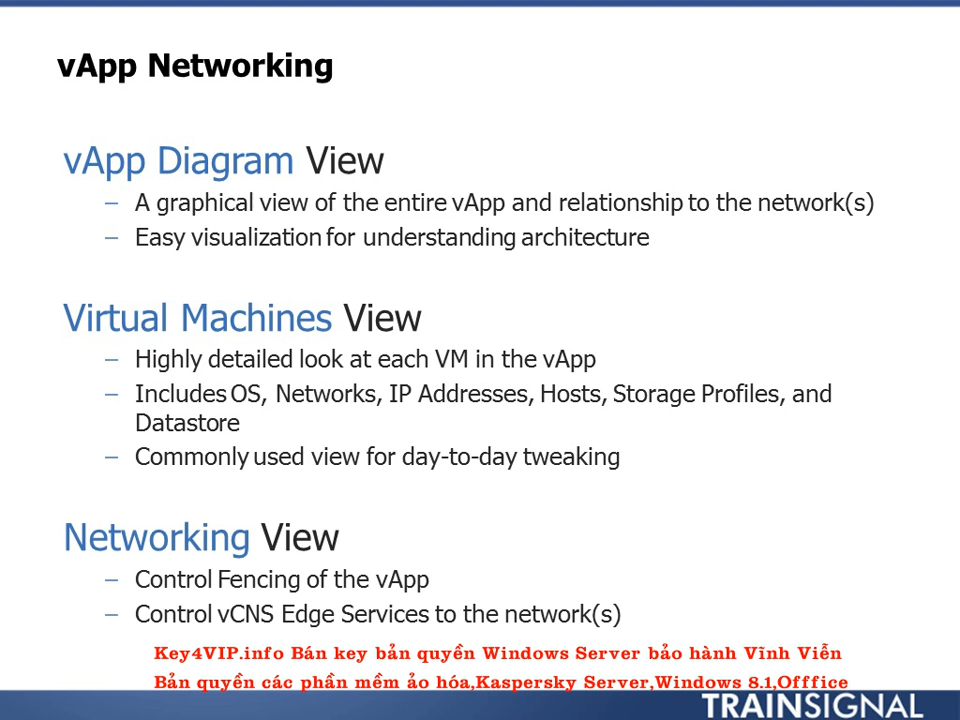 vApp Networking
vApp Diagram View
– A graphical view of the entire vApp and relationship to the network(s)
– Easy visualization for understanding architecture
Virtual Machines View
– Highly detailed look at each VM in the vApp
– Includes OS, Networks, IP Addresses, Hosts, Storage Profiles, and
Datastore
– Commonly used view for day-to-day tweaking
Networking View
– Control Fencing of the vApp
– Control vCNS Edge Services to the network(s)
Key4VIP.info Bán key bản quyền Windows Server bảo hành Vĩnh Viễn
Bản quyền các phần mềm ảo hóa,Kaspersky Server,Windows 8.1,Offfice
TRAINSIGNAL